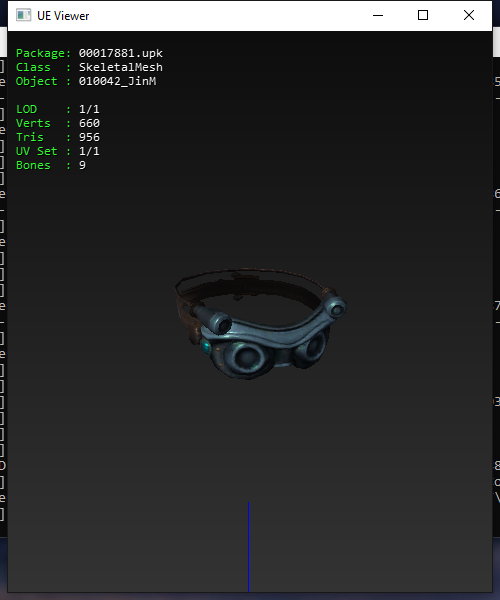 UE Viewer
Package: 00017881.upk
Class : SkeletalMesh
Object : 010042_JinM
LOD : 1/1
Verts : 660
Tris : 956
UV Set : 1/1
Bones : 9